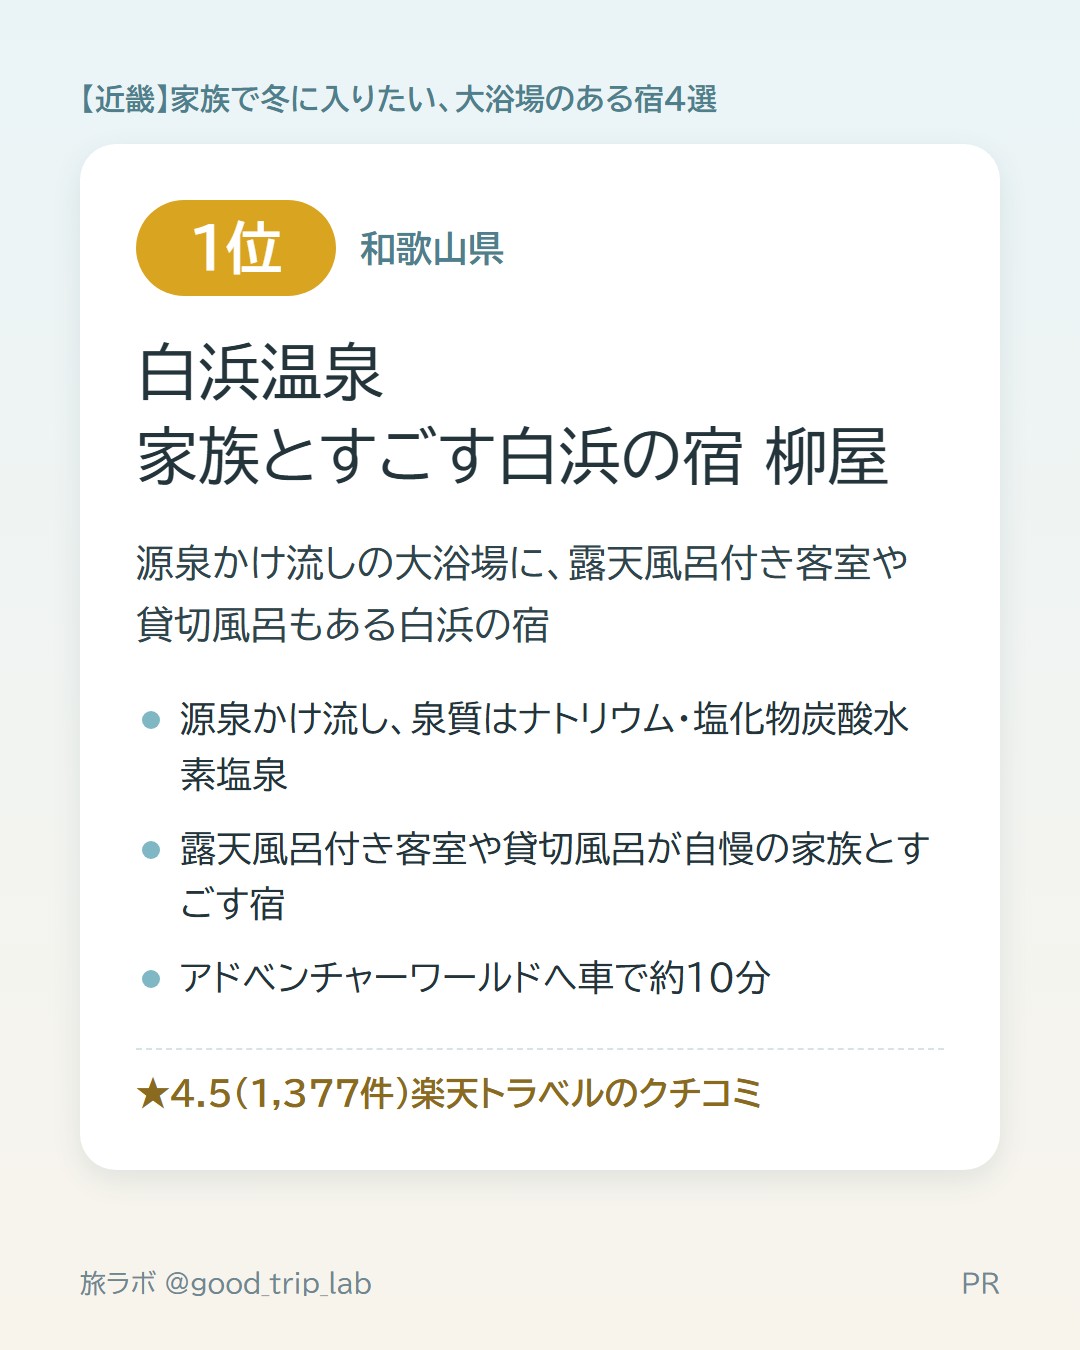 【近畿】家族で冬に入りたい、大浴場のある宿4選
1位
和歌山県
白浜温泉
家族とすごす白浜の宿 柳屋
源泉かけ流しの大浴場に、露天風呂付き客室や
貸切風呂もある白浜の宿
源泉かけ流し、泉質はナトリウム・塩化物炭酸水
素塩泉
露天風呂付き客室や貸切風呂が自慢の家族とす
ごす宿
アドベンチャーワールドへ車で約10分
★4.5(1,377件)楽天トラベルのクチコミ
旅ラボ @good_trip_lab
PR